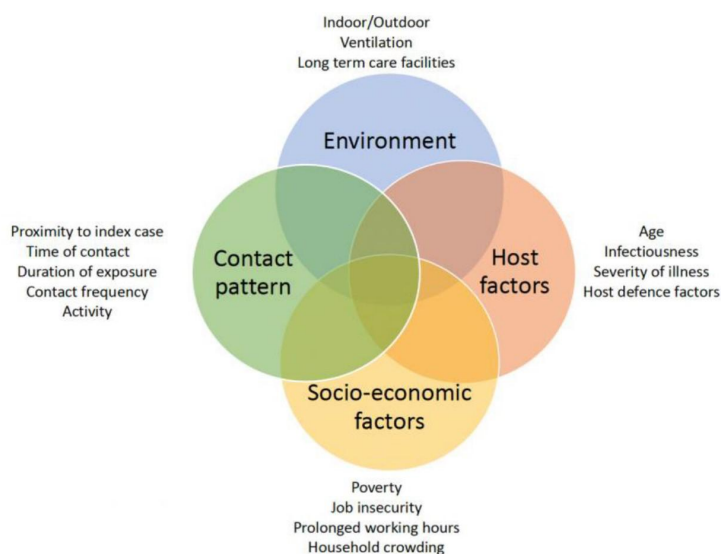 Indoor/Outdoor
Ventilation
Long term care facilities
Environment
Proximity to index case
Time of contact
Duration of exposure
Contact frequency
Activity
Contact
pattern
Host
factors
Age
Infectiousness
Severity of illness
Host defence factors
Socio-economic
factors
Poverty
Job insecurity
Prolonged working hours
Household crowding